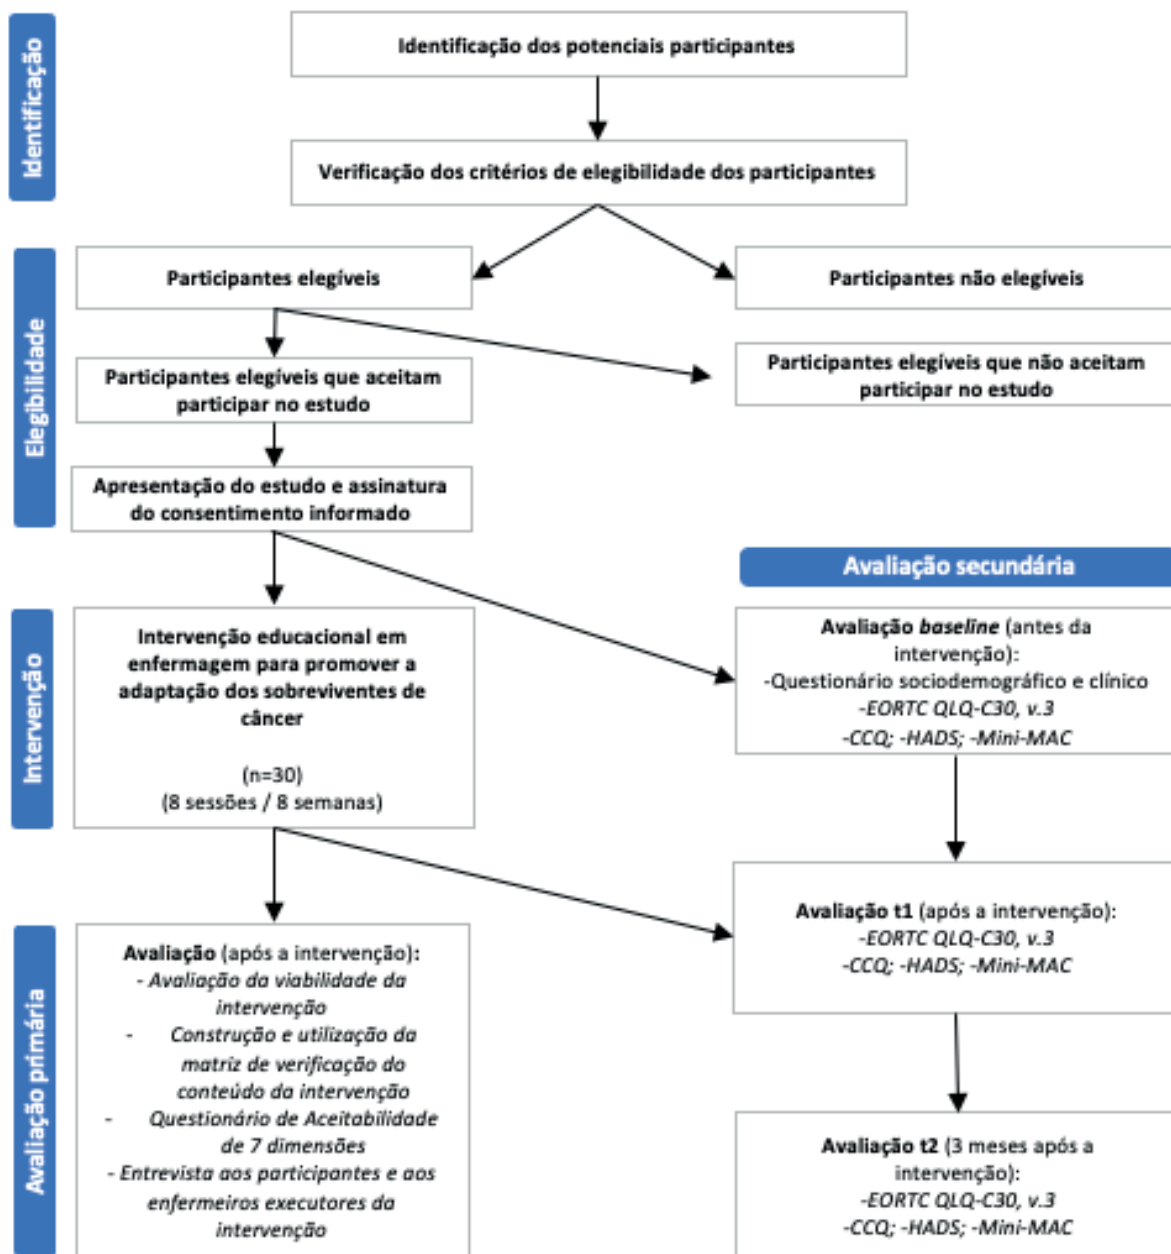 Identificação
Identificação dos potenciais participantes
Verificação dos critérios de elegibilidade dos participantes
Elegibilidade
Participantes elegíveis
Participantes não elegíveis
Participantes elegíveis que aceitam
participar no estudo
Participantes elegíveis que não aceitam
participar no estudo
Apresentação do estudo e assinatura
do consentimento informado
Avaliação secundária
Intervenção
Intervenção educacional em
enfermagem para promover a
adaptação dos sobreviventes de
câncer
(n=30)
(8 sessões / 8 semanas)
Avaliação baseline (antes da
intervenção):
-Questionário sociodemográfico e clínico
-EORTC QLQ-C30, v.3
-CCQ; -HADS; -Mini-MAC
Avaliação t1 (após a intervenção):
-EORTC QLQ-C30, v.3
-CCQ; -HADS; -Mini-MAC
Avaliação primária
Avaliação (após a intervenção):
- Avaliação da viabilidade da
intervenção
- Construção e utilização da
matriz de verificação do
conteúdo da intervenção
- Questionário de Aceitabilidade
de 7 dimensões
- Entrevista aos participantes e aos
enfermeiros executores da
intervenção
Avaliação t2 (3 meses após a
intervenção):
-EORTC QLQ-C30, v.3
-CCQ; -HADS; -Mini-MAC